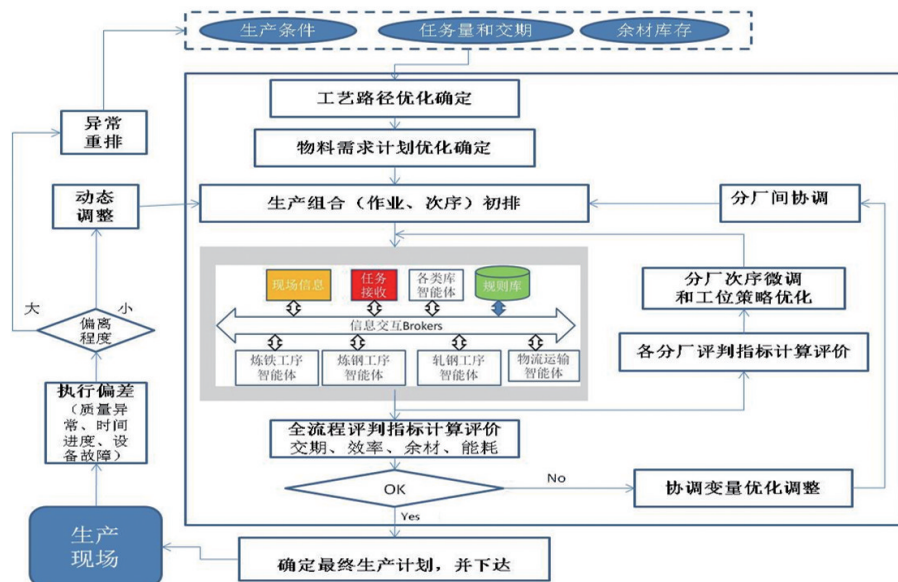 生产条件
任务量和交期
余材库存
工艺路径优化确定
异常
重排
物料需求计划优化确定
动态
调整
生产组合（作业、次序）初排
分厂间协调
现场信息
任务
接收
各类库
智能体
规则库
分厂次序微调
和工位策略优化
大
小
偏离
程度
信息交互Brokers
炼铁工序
智能体
炼钢工序
智能体
轧钢工序
智能体
物流运输
智能体
各分厂评判指标计算评价
执行偏差
（质量异
常、时间
进度、设
备故障）
全流程评判指标计算评价
交期、效率、余材、能耗
OK
No
协调变量优化调整
Yes
生产
现场
确定最终生产计划，并下达